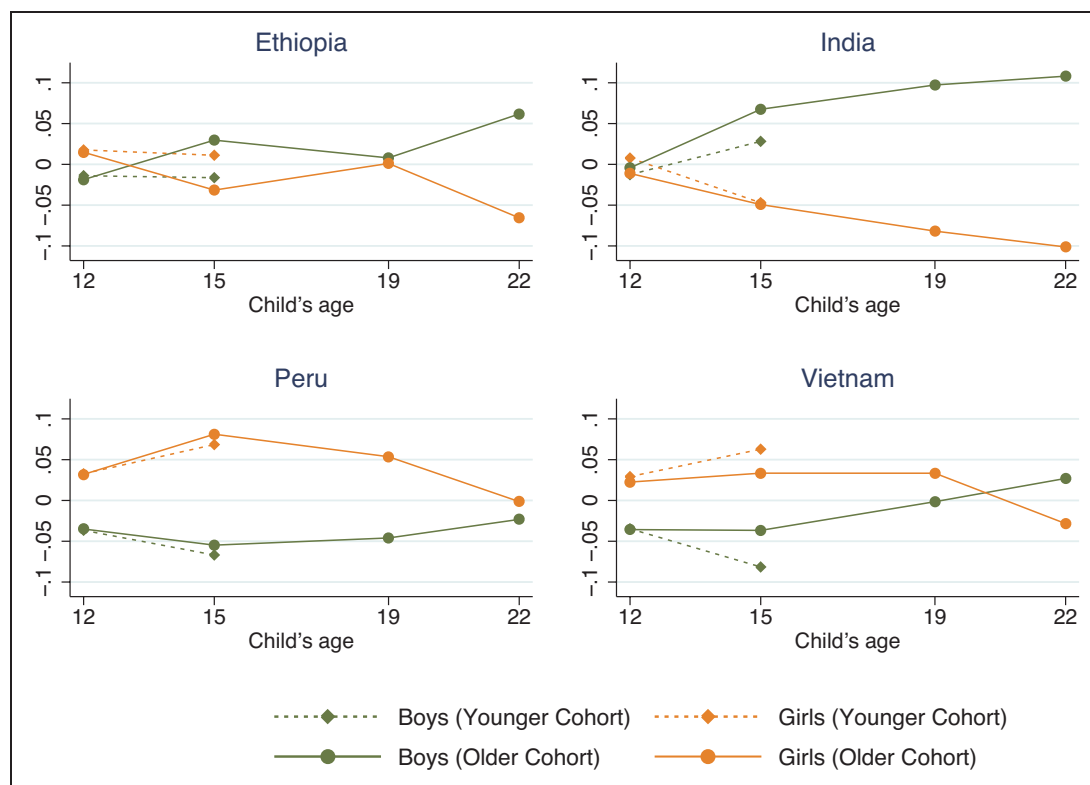 Ethiopia
India
.1
.05
0
-.05
-.1
12 15 19 22
Child's age
.1
.05
0
-.05
-.1
12 15 19 22
Child's age
Peru
Vietnam
.1
.05
0
-.05
-.1
12 15 19 22
Child's age
.1
.05
0
-.05
-.1
12 15 19 22
Child's age
Boys (Younger Cohort) Girls (Younger Cohort)
Boys (Older Cohort) Girls (Older Cohort)